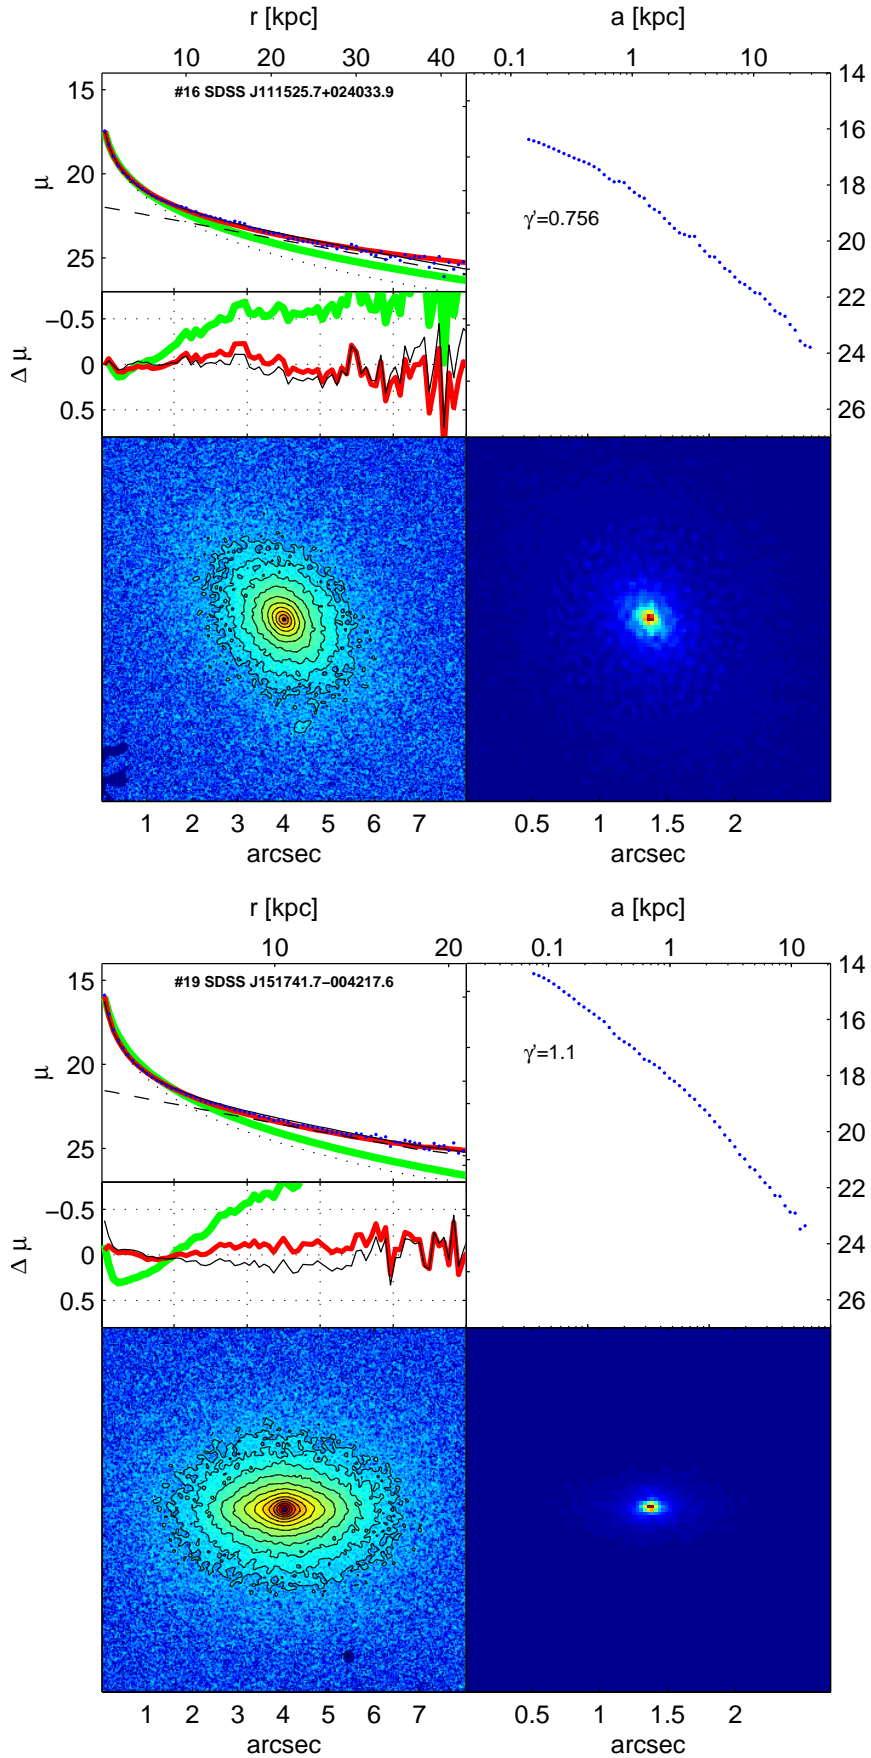 r [kpc]
a [kpc]
10 20 30 40
0.1 1 10
#16 SDSS J111525.7+024033.9
μ
15
20
25
γ'=0.756
14
16
18
20
22
24
26
Δ μ
−0.5
0
0.5
1 2 3 4 5 6 7
0.5 1 1.5 2
arcsec
arcsec
r [kpc]
a [kpc]
10 20
0.1 1 10
#19 SDSS J151741.7−004217.6
μ
15
20
25
γ'=1.1
14
16
18
20
22
24
26
Δ μ
−0.5
0
0.5
1 2 3 4 5 6 7
0.5 1 1.5 2
arcsec
arcsec